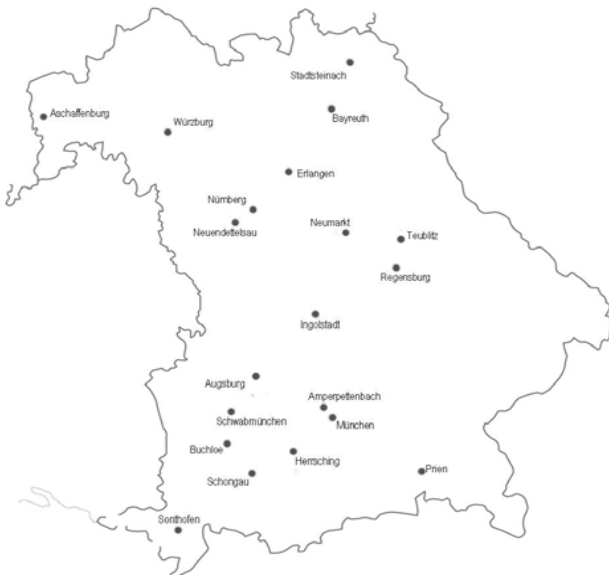 Stadtsteinach
Aschaffenburg
Bayreuth
Würzburg
Erlangen
Nürnberg
Neuendettelsau
Neumarkt
Teublitz
Regensburg
Ingolstadt
Augsburg
Amperpettenbach
Schwabmünchen
München
Buchloe
Herrsching
Prien
Schongau
Sonthofen